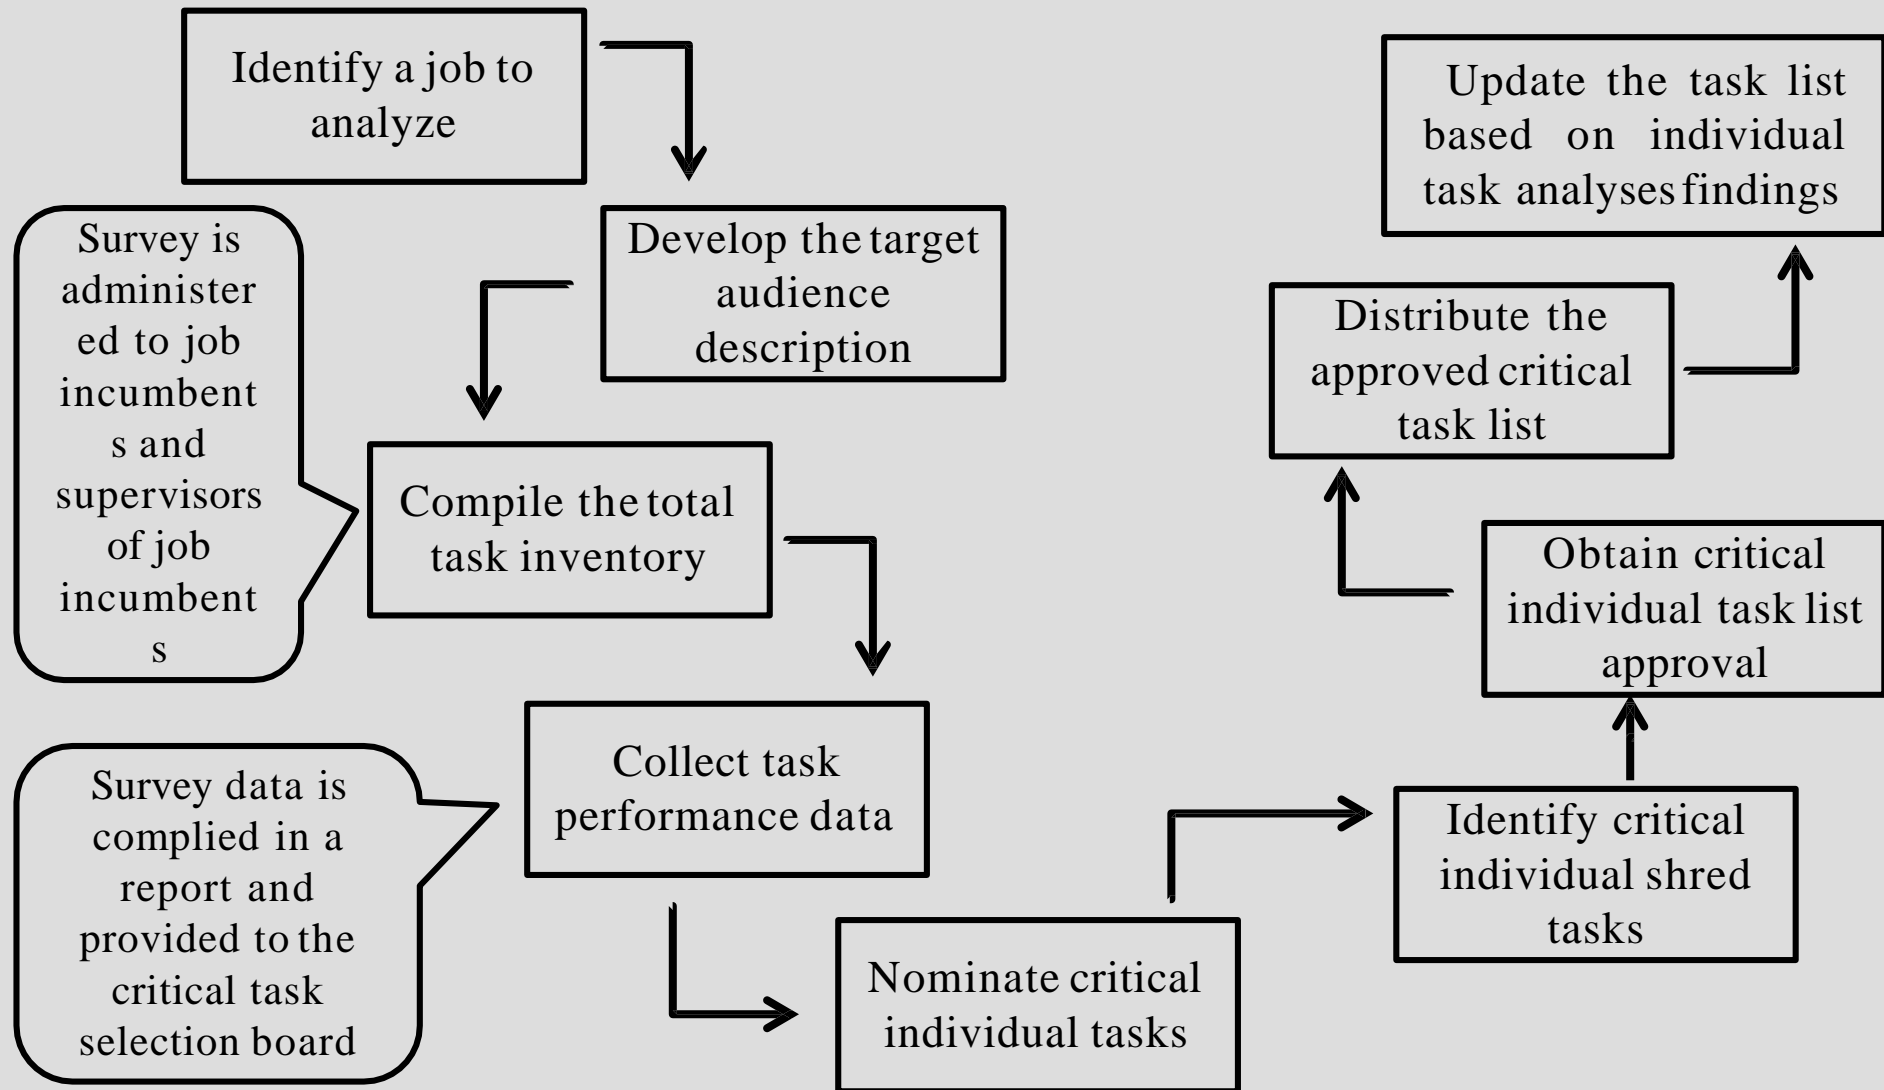 Identify a job to
analyze
Develop the target
audience
description
Survey is
administer
ed to job
incumbent
s and
supervisors
of job
incumbent
s
Compile the total
task inventory
Collect task
performance data
Survey data is
complied in a
report and
provided to the
critical task
selection board
Nominate critical
individual tasks
Identify critical
individual shred
tasks
Obtain critical
individual task list
approval
Distribute the
approved critical
task list
Update the task list
based on individual
task analyses findings